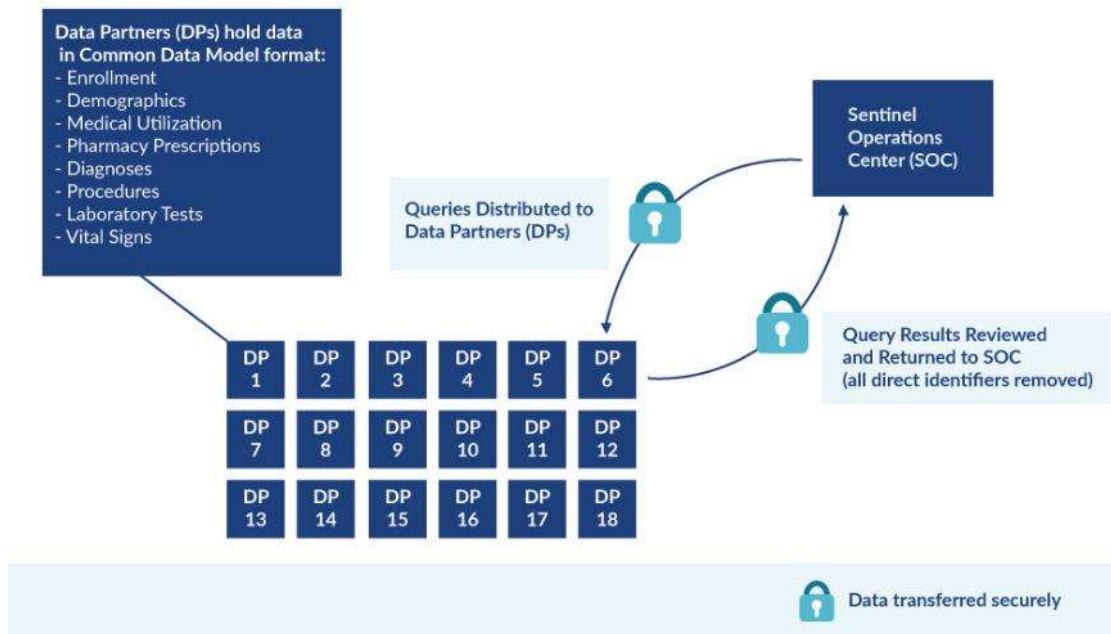 Data Partners (DPs) hold data
in Common Data Model format:
- Enrollment
- Demographics
- Medical Utilization
- Pharmacy Prescriptions
- Diagnoses
- Procedures
- Laboratory Tests
- Vital Signs
Sentinel
Operations
Center (SOC)
Queries Distributed to
Data Partners (DPs)
Query Results Reviewed
and Returned to SOC
(all direct identifiers removed)
DP
1
DP
2
DP
3
DP
4
DP
5
DP
6
DP
7
DP
8
DP
9
DP
10
DP
11
DP
12
DP
13
DP
14
DP
15
DP
16
DP
17
DP
18
Data transferred securely